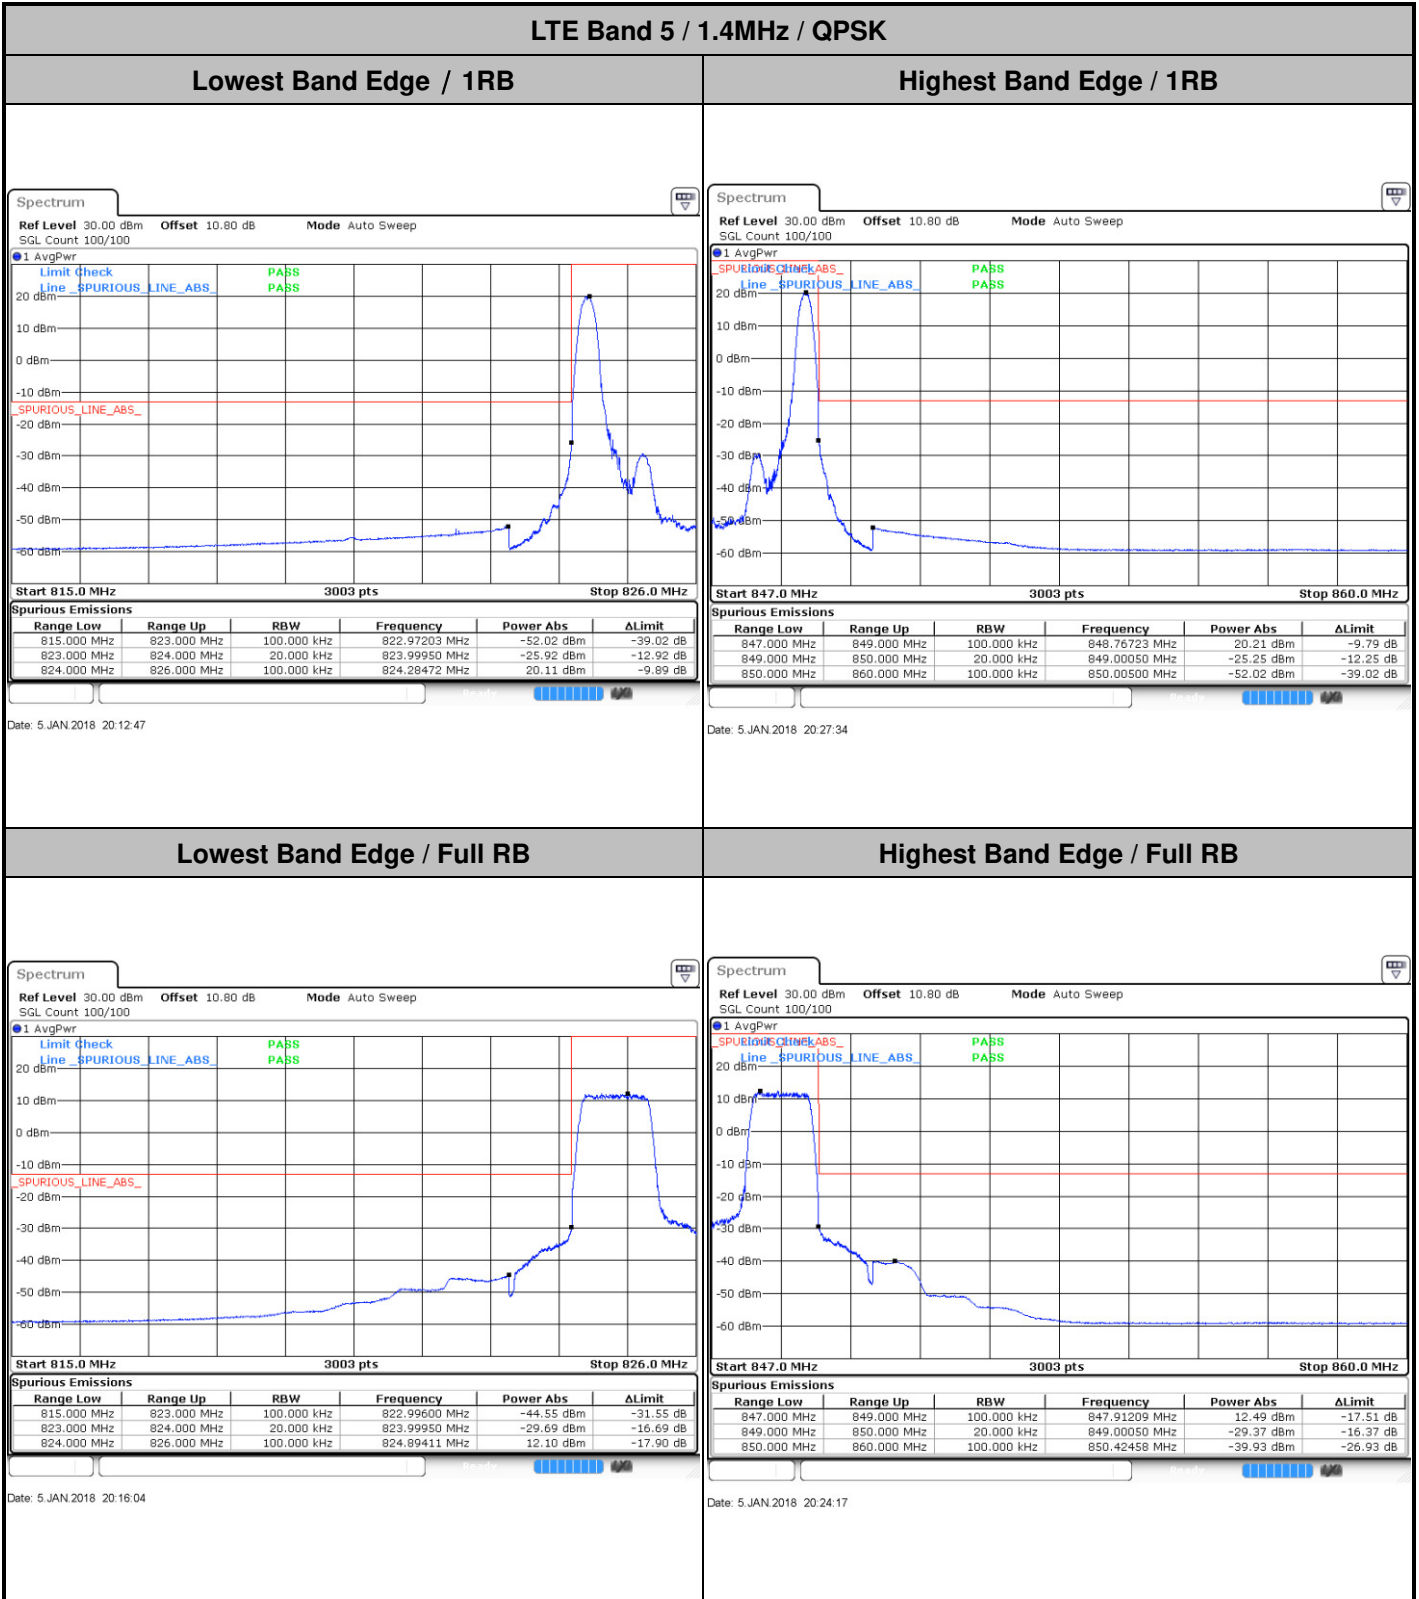 LTE Band 5 / 1.4MHz / QPSK
Lowest Band Edge / 1RB
Highest Band Edge / 1RB
Spectrum
Ref Level 30.00 dBm Offset 10.80 dB Mode Auto Sweep
SGL Count 100/100
1 AvgPwr
Limit Check PASS
Line _SPURIOUS_LINE_ABS_ PASS
20 dBm
10 dBm
0 dBm
-10 dBm
_SPURIOUS_LINE_ABS_
-20 dBm
-30 dBm
-40 dBm
-50 dBm
-60 dBm
Start 815.0 MHz 3003 pts Stop 826.0 MHz
Spurious Emissions
Range Low Range Up RBW Frequency Power Abs ΔLimit
815.000 MHz 823.000 MHz 100.000 kHz 822.97203 MHz -52.02 dBm -39.02 dB
823.000 MHz 824.000 MHz 20.000 kHz 823.99950 MHz -25.92 dBm -12.92 dB
824.000 MHz 826.000 MHz 100.000 kHz 824.28472 MHz 20.11 dBm -9.89 dB
Ready
Date: 5.JAN.2018 20:12:47
Spectrum
Ref Level 30.00 dBm Offset 10.80 dB Mode Auto Sweep
SGL Count 100/100
1 AvgPwr
_SPURIOUS_LINE_ABS_
Limit Check PASS
Line _SPURIOUS_LINE_ABS_ PASS
20 dBm
10 dBm
0 dBm
-10 dBm
-20 dBm
-30 dBm
-40 dBm
-50 dBm
-60 dBm
Start 847.0 MHz 3003 pts Stop 860.0 MHz
Spurious Emissions
Range Low Range Up RBW Frequency Power Abs ΔLimit
847.000 MHz 849.000 MHz 100.000 kHz 848.76723 MHz 20.21 dBm -9.79 dB
849.000 MHz 850.000 MHz 20.000 kHz 849.00050 MHz -25.25 dBm -12.25 dB
850.000 MHz 860.000 MHz 100.000 kHz 850.00500 MHz -52.02 dBm -39.02 dB
Ready
Date: 5.JAN.2018 20:27:34
Lowest Band Edge / Full RB
Highest Band Edge / Full RB
Spectrum
Ref Level 30.00 dBm Offset 10.80 dB Mode Auto Sweep
SGL Count 100/100
1 AvgPwr
Limit Check PASS
Line _SPURIOUS_LINE_ABS_ PASS
20 dBm
10 dBm
0 dBm
-10 dBm
_SPURIOUS_LINE_ABS_
-20 dBm
-30 dBm
-40 dBm
-50 dBm
-60 dBm
Start 815.0 MHz 3003 pts Stop 826.0 MHz
Spurious Emissions
Range Low Range Up RBW Frequency Power Abs ΔLimit
815.000 MHz 823.000 MHz 100.000 kHz 822.99600 MHz -44.55 dBm -31.55 dB
823.000 MHz 824.000 MHz 20.000 kHz 823.99950 MHz -29.69 dBm -16.69 dB
824.000 MHz 826.000 MHz 100.000 kHz 824.89411 MHz 12.10 dBm -17.90 dB
Ready
Date: 5.JAN.2018 20:16:04
Spectrum
Ref Level 30.00 dBm Offset 10.80 dB Mode Auto Sweep
SGL Count 100/100
1 AvgPwr
_SPURIOUS_LINE_ABS_
Limit Check PASS
Line _SPURIOUS_LINE_ABS_ PASS
20 dBm
10 dBm
0 dBm
-10 dBm
-20 dBm
-30 dBm
-40 dBm
-50 dBm
-60 dBm
Start 847.0 MHz 3003 pts Stop 860.0 MHz
Spurious Emissions
Range Low Range Up RBW Frequency Power Abs ΔLimit
847.000 MHz 849.000 MHz 100.000 kHz 847.91209 MHz 12.49 dBm -17.51 dB
849.000 MHz 850.000 MHz 20.000 kHz 849.00050 MHz -29.37 dBm -16.37 dB
850.000 MHz 860.000 MHz 100.000 kHz 850.42458 MHz -39.93 dBm -26.93 dB
Ready
Date: 5.JAN.2018 20:24:17